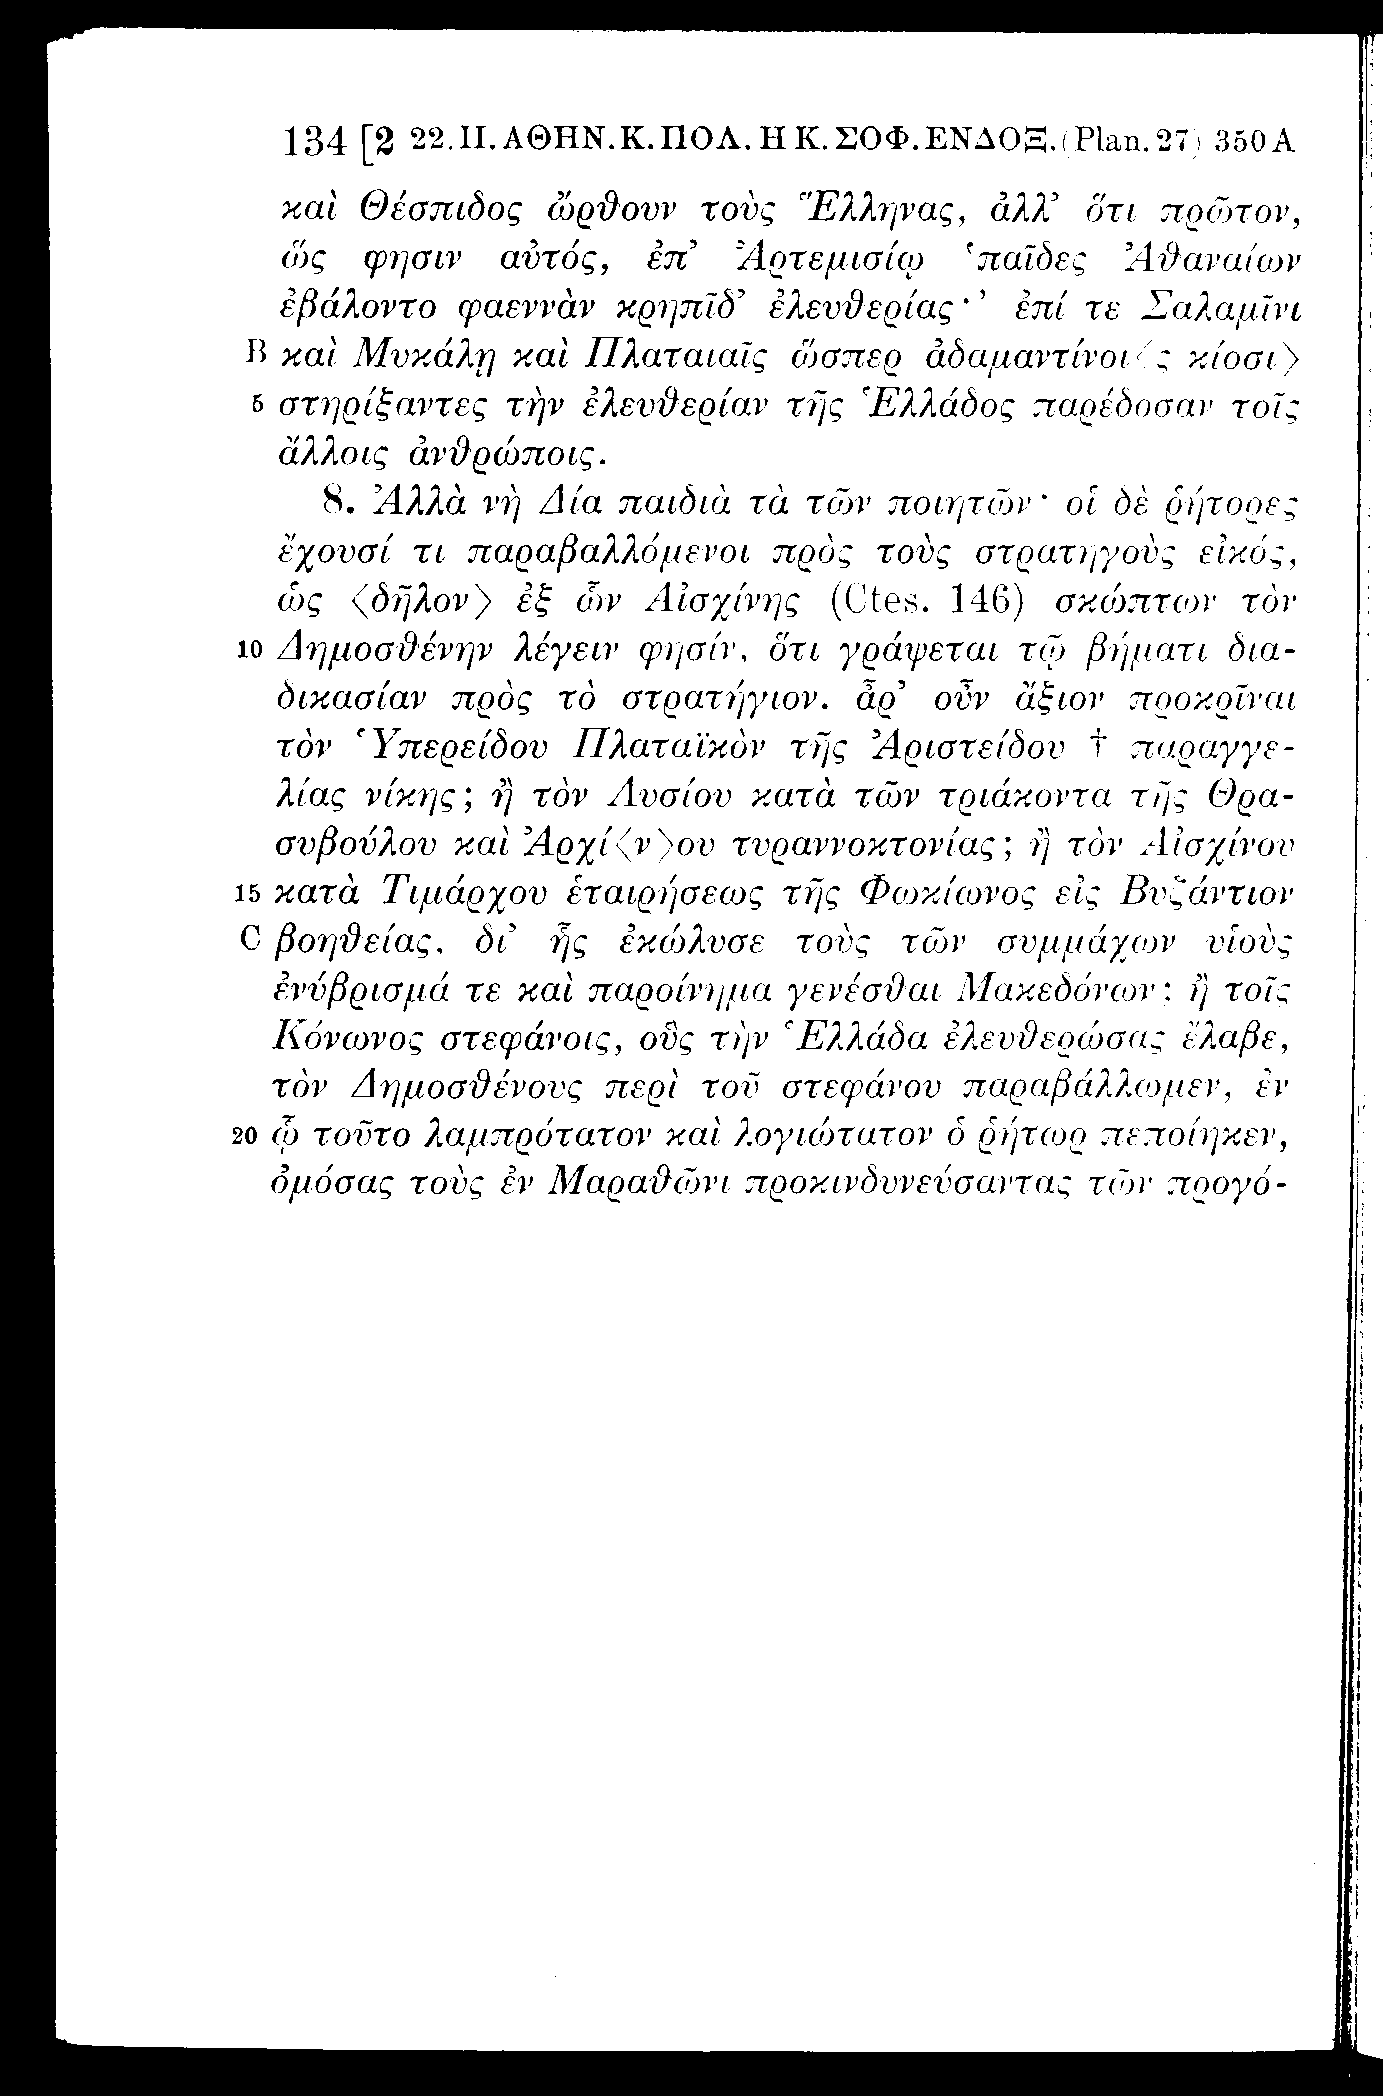 134 [2 22. Π. ΑΘΗΝ. Κ. ΠΟΛ. Η Κ. ΣΟΦ. ΕΝΔΟΞ. (Plan. 27) 350 A
καὶ Θέσπιδος ὤρθουν τοὺς Ἕλληνας, ἀλλ’ ὅτι πρῶτον,
ὥς φησιν αὐτός, ἐπ’ Ἀρτεμισίῳ ‘παῖδες Ἀθαναίων
ἐβάλοντο φαεννὰν κρηπῖδ’ ἐλευθερίας·’ ἐπί τε Σαλαμῖνι
B καὶ Μυκάλῃ καὶ Πλαταιαῖς ὥσπερ ἀδαμαντίνοι⟨ς κίοσι⟩
5 στηρίξαντες τὴν ἐλευθερίαν τῆς Ἑλλάδος παρέδοσαν τοῖς
ἄλλοις ἀνθρώποις.
8. Ἀλλὰ νὴ Δία παιδιὰ τὰ τῶν ποιητῶν· οἱ δὲ ῥήτορες
ἔχουσί τι παραβαλλόμενοι πρὸς τοὺς στρατηγοὺς εἰκός,
ὡς ⟨δῆλον⟩ ἐξ ὧν Αἰσχίνης (Ctes. 146) σκώπτων τὸν
10 Δημοσθένην λέγειν φησίν, ὅτι γράψεται τῷ βήματι δια-
δικασίαν πρὸς τὸ στρατήγιον. ἆρ’ οὖν ἄξιον προκρῖναι
τὸν Ὑπερείδου Πλαταϊκὸν τῆς Ἀριστείδου † παραγγε-
λίας νίκης; ἢ τὸν Λυσίου κατὰ τῶν τριάκοντα τῆς Θρα-
συβούλου καὶ Ἀρχί⟨ν⟩ου τυραννοκτονίας; ἢ τὸν Αἰσχίνου
15 κατὰ Τιμάρχου ἑταιρήσεως τῆς Φωκίωνος εἰς Βυζάντιον
C βοηθείας, δι’ ἧς ἐκώλυσε τοὺς τῶν συμμάχων υἱοὺς
ἐνύβρισμά τε καὶ παροίνημα γενέσθαι Μακεδόνων; ἢ τοῖς
Κόνωνος στεφάνοις, οὓς τὴν Ἑλλάδα ἐλευθερώσας ἔλαβε,
τὸν Δημοσθένους περὶ τοῦ στεφάνου παραβάλλωμεν, ἐν
20 ᾧ τοῦτο λαμπρότατον καὶ λογιώτατον ὁ ῥήτωρ πεποίηκεν,
ὀμόσας τοὺς ἐν Μαραθῶνι προκινδυνεύσαντας τῶν προγό-